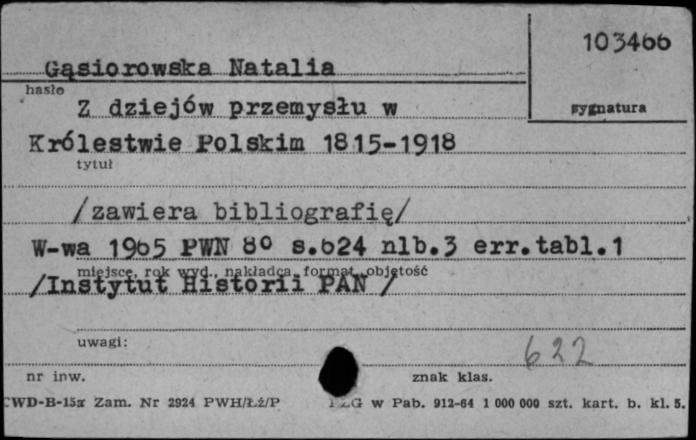 103466
Gąsiorowska Natalia
hasło
Z dziejów przemysłu w
sygnatura
Królestwie Polskim 1815-1918
tytuł
/zawiera bibliografię/
W-wa 1965 PWN 8° s.624 nlb.3 err.tabl.1
miejsce, rok wyd., nakładca, format, objętość
/Instytut Historii PAN /
uwagi:
622
nr inw.
znak klas.
CWD-B-15a Zam. Nr 2924 PWH/Łż/P
w Pab. 912-64 1 000 000 szt. kart. b. kl. 5.